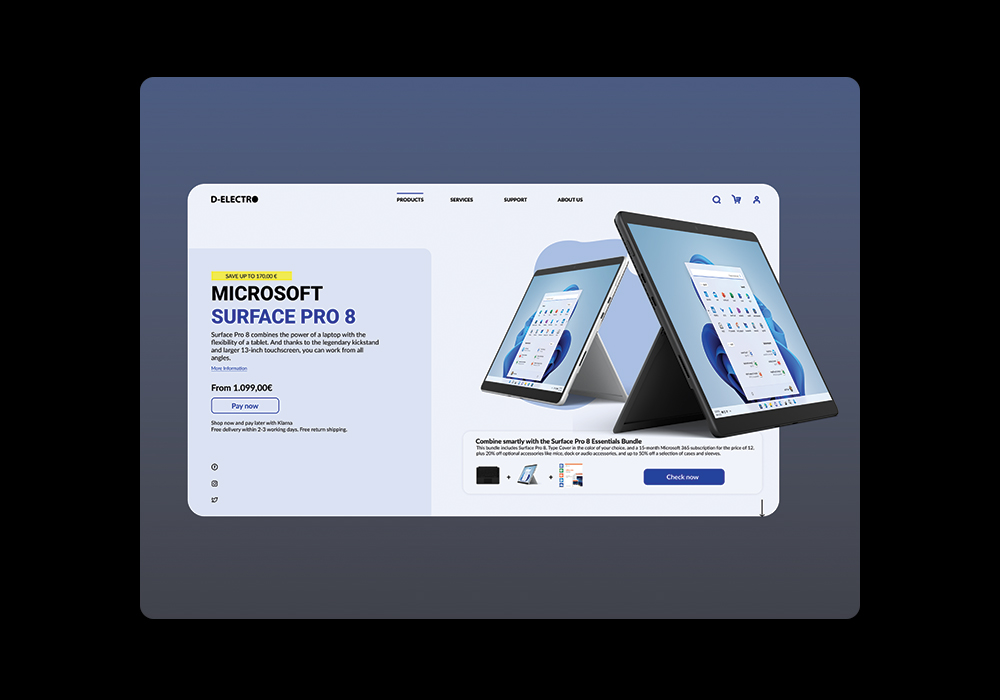 D-ELECTRO
PRODUCTS
SERVICES
SUPPORT
ABOUT US
SAVE UP TO 170,00 €
MICROSOFT
SURFACE PRO 8
Surface Pro 8 combines the power of a laptop with the
flexibility of a tablet. And thanks to the legendary kickstand
and larger 13-inch touchscreen, you can work from all
angles.
More Information
From 1.099,00€
Pay now
Shop now and pay later with Klarna
Free delivery within 2-3 working days. Free return shipping.
Combine smartly with the Surface Pro 8 Essentials Bundle
This bundle includes Surface Pro 8, Type Cover in the color of your choice, and a 15-month Microsoft 365 subscription for the price of 12,
plus 20% off optional accessories like mice, dock or audio accessories, and up to 50% off a selection of cases and sleeves.
+
+
Check now